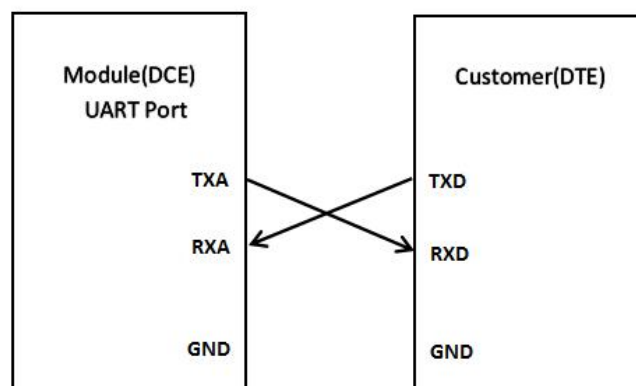 Module(DCE)
UART Port
TXA
RXA
GND
Customer(DTE)
TXD
RXD
GND